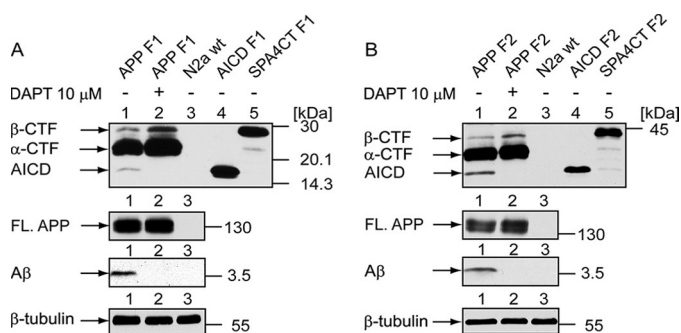 A
APP F1 APP F1 N2a wt AICD F1 SPA4CT F1
DAPT 10 μM - + - - -
1 2 3 4 5 [kDa]
β-CTF 30
α-CTF
20.1
AICD
14.3
1 2 3
FL. APP 130
1 2 3
Aβ 3.5
1 2 3
β-tubulin 55
B
APP F2 APP F2 N2a wt AICD F2 SPA4CT F2
DAPT 10 μM - + - - -
1 2 3 4 5 [kDa]
45
β-CTF
α-CTF
AICD
1 2 3
FL. APP 130
1 2 3
Aβ 3.5
1 2 3
β-tubulin 55